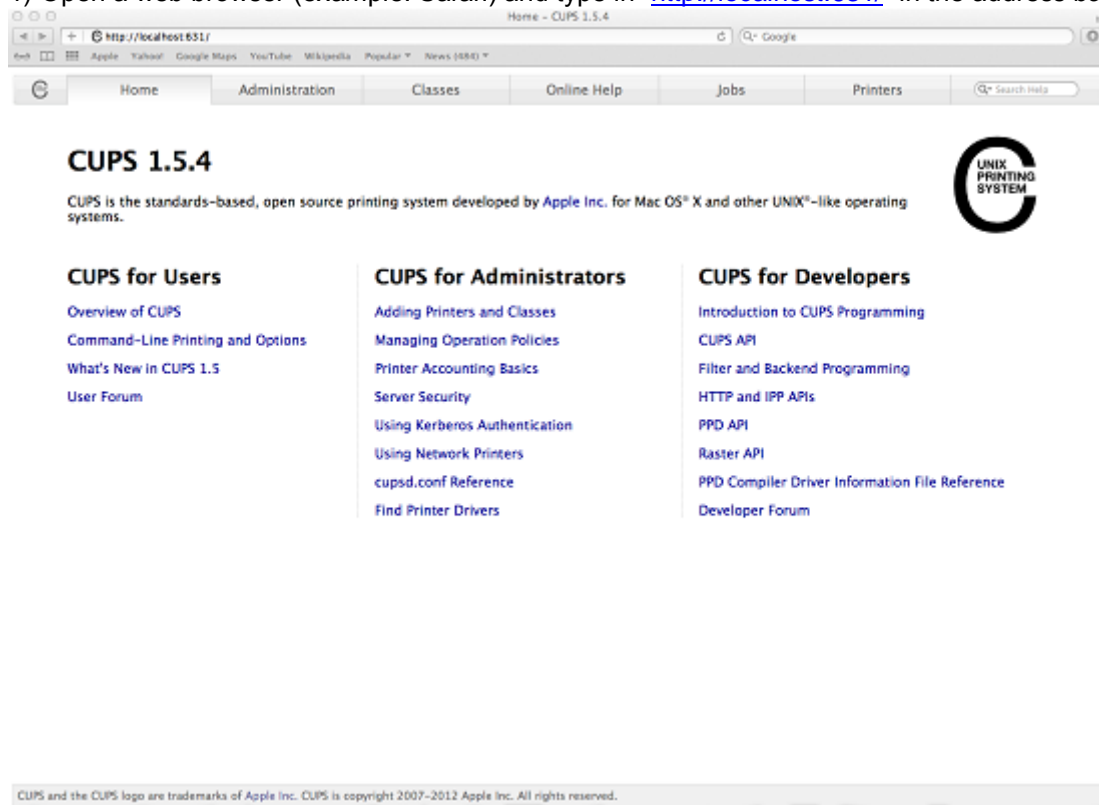 Home – CUPS 1.5.4
http://localhost:631/
Google
Apple Yahoo! Google Maps YouTube Wikipedia Popular News (484)
Home Administration Classes Online Help Jobs Printers Search Help
CUPS 1.5.4
UNIX
PRINTING
SYSTEM
CUPS is the standards-based, open source printing system developed by Apple Inc. for Mac OS® X and other UNIX®-like operating
systems.
CUPS for Users
Overview of CUPS
Command-Line Printing and Options
What's New in CUPS 1.5
User Forum
CUPS for Administrators
Adding Printers and Classes
Managing Operation Policies
Printer Accounting Basics
Server Security
Using Kerberos Authentication
Using Network Printers
cupsd.conf Reference
Find Printer Drivers
CUPS for Developers
Introduction to CUPS Programming
CUPS API
Filter and Backend Programming
HTTP and IPP APIs
PPD API
Raster API
PPD Compiler Driver Information File Reference
Developer Forum
CUPS and the CUPS logo are trademarks of Apple Inc. CUPS is copyright 2007–2012 Apple Inc. All rights reserved.